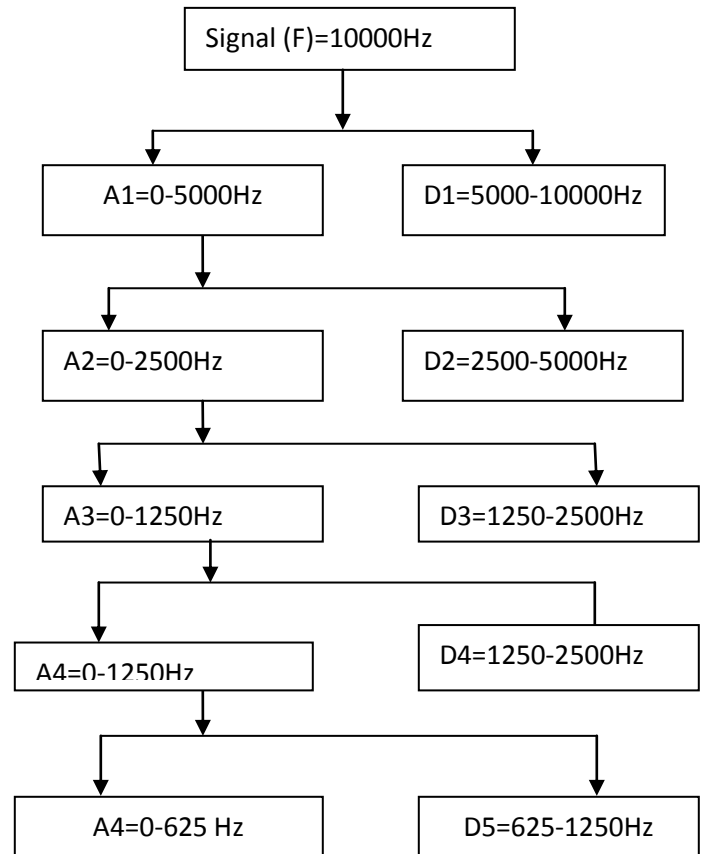 Signal (F)=10000Hz
A1=0-5000Hz
D1=5000-10000Hz
A2=0-2500Hz
D2=2500-5000Hz
A3=0-1250Hz
D3=1250-2500Hz
A4=0-1250Hz
D4=1250-2500Hz
A4=0-625 Hz
D5=625-1250Hz